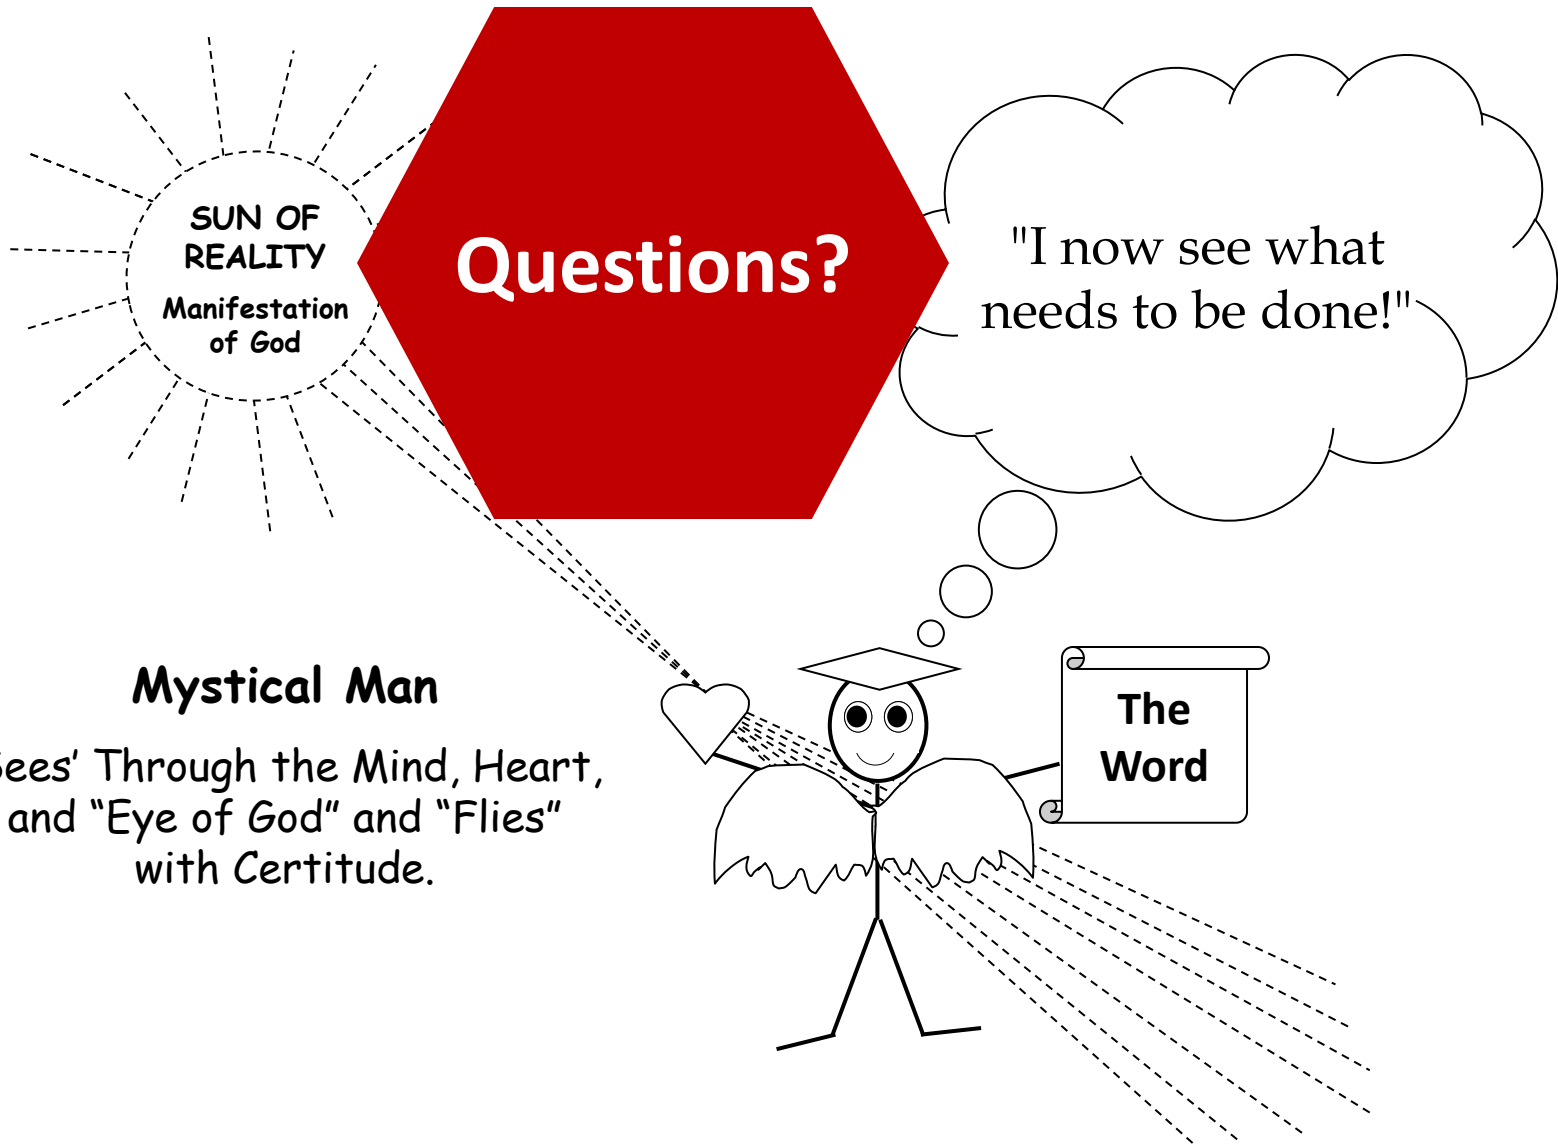 SUN OF
REALITY
Manifestation
of God
Questions?
"I now see what
needs to be done!"
Mystical Man
ees’ Through the Mind, Heart,
and “Eye of God” and “Flies”
with Certitude.
The
Word